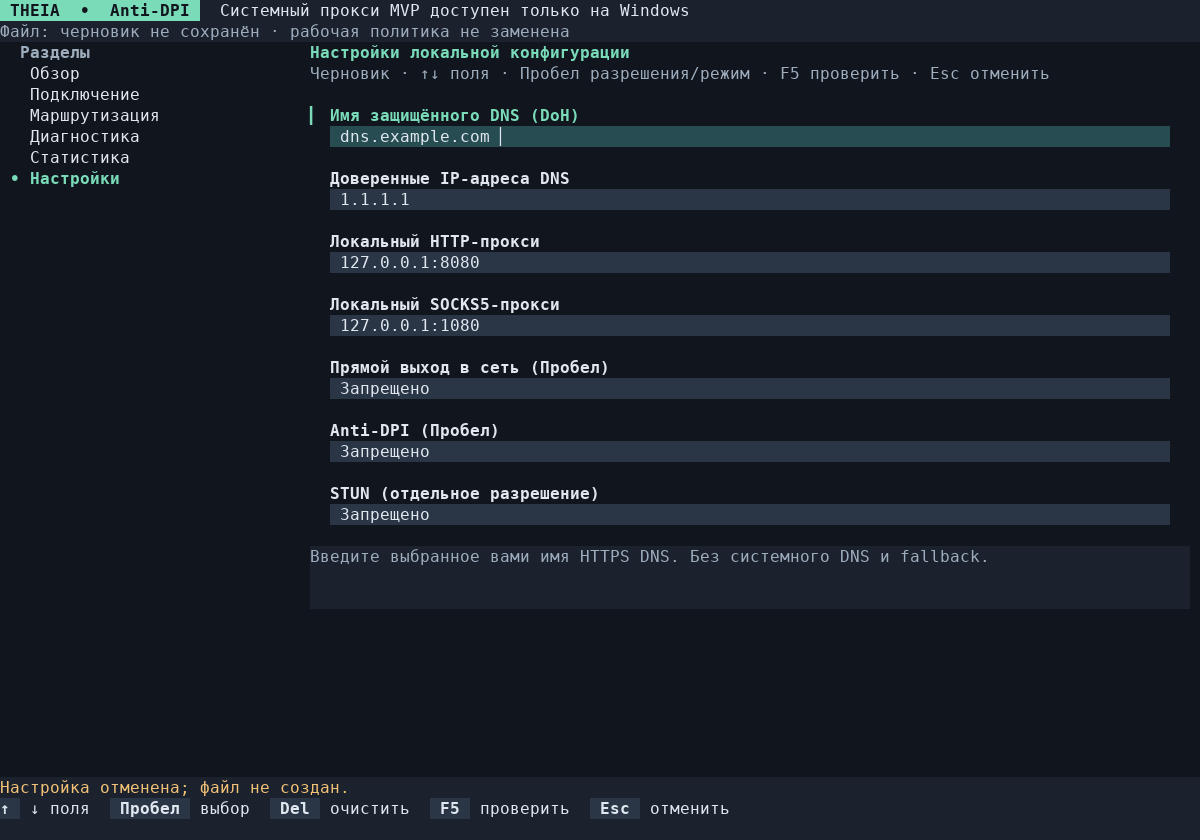 THEIA • Anti-DPI Системный прокси MVP доступен только на Windows
Файл: черновик не сохранён · рабочая политика не заменена
Разделы
Обзор
Подключение
Маршрутизация
Диагностика
Статистика
• Настройки
Настройки локальной конфигурации
Черновик · ↑↓ поля · Пробел разрешения/режим · F5 проверить · Esc отменить
Имя защищённого DNS (DoH)
dns.example.com
Доверенные IP-адреса DNS
1.1.1.1
Локальный HTTP-прокси
127.0.0.1:8080
Локальный SOCKS5-прокси
127.0.0.1:1080
Прямой выход в сеть (Пробел)
Запрещено
Anti-DPI (Пробел)
Запрещено
STUN (отдельное разрешение)
Запрещено
Введите выбранное вами имя HTTPS DNS. Без системного DNS и fallback.
Настройка отменена; файл не создан.
↑ ↓ поля Пробел выбор Del очистить F5 проверить Esc отменить